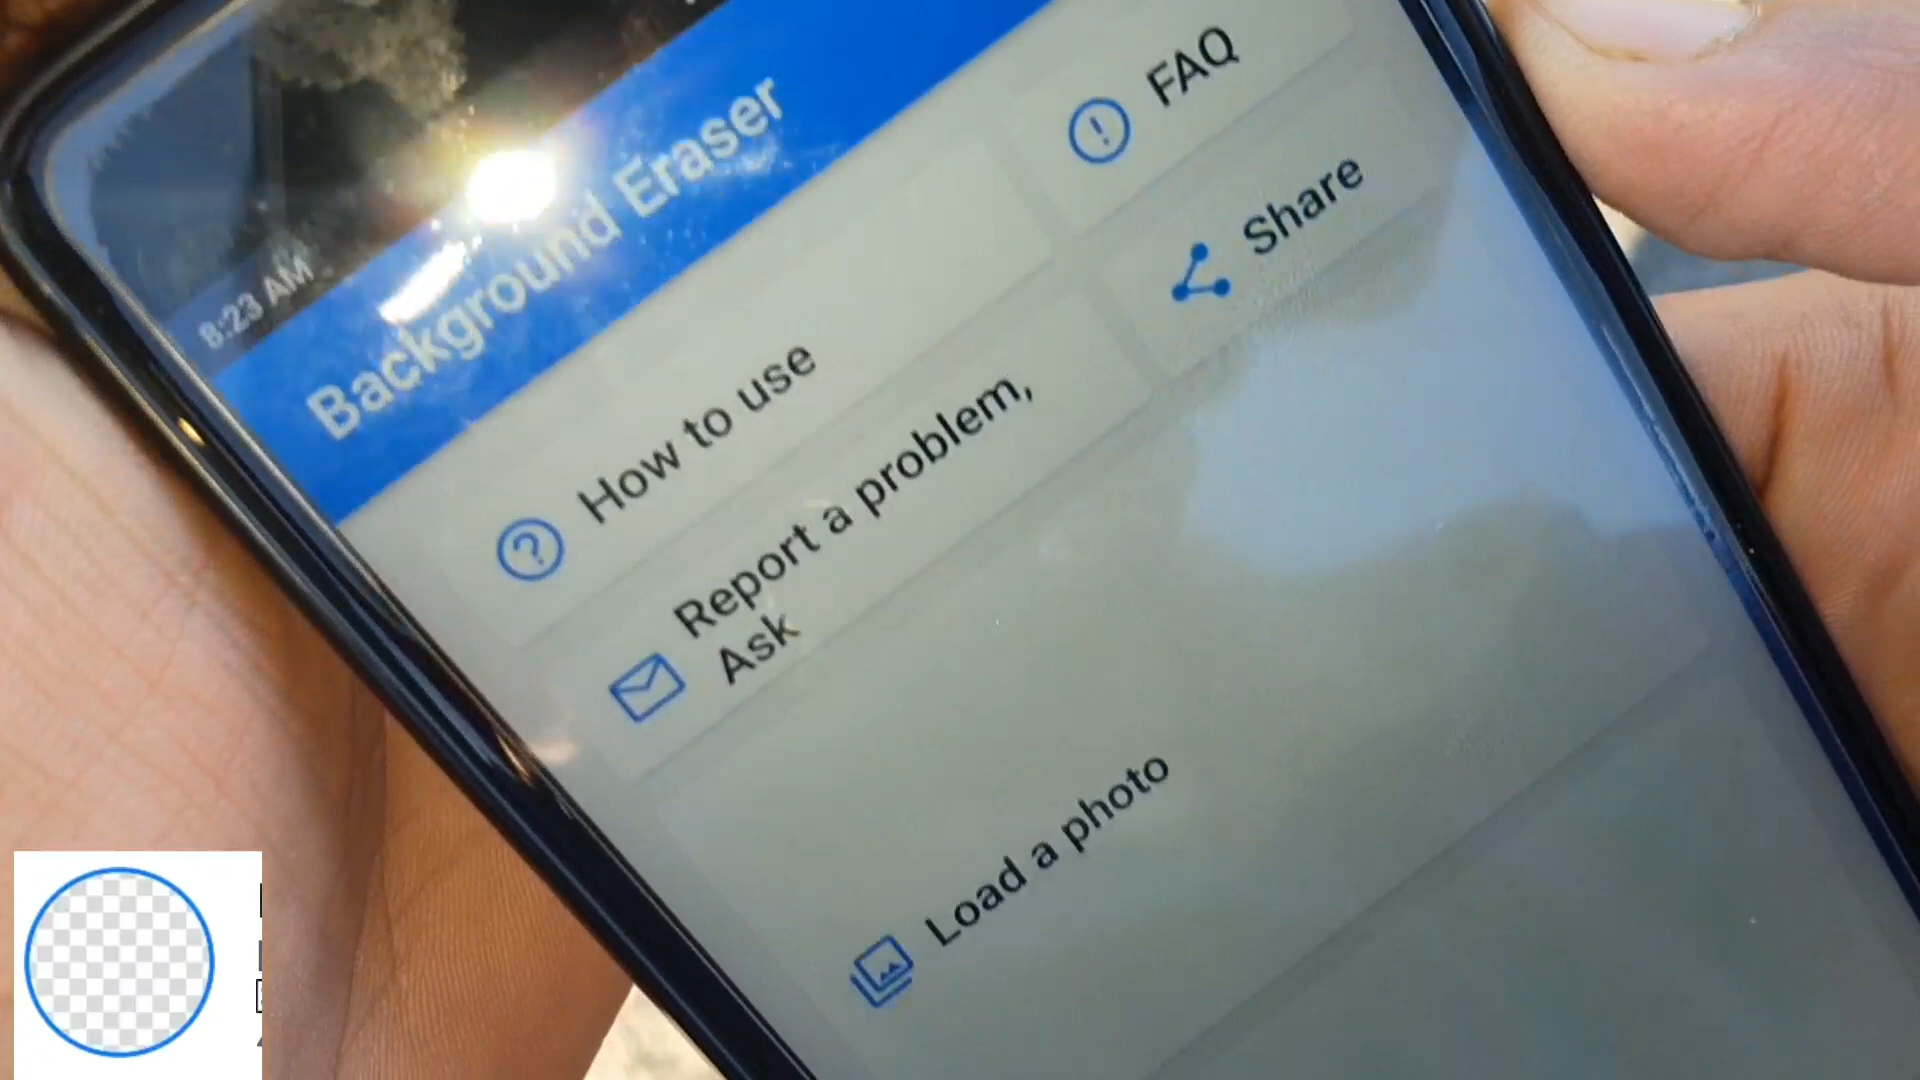 8:23 AM
Background Eraser
How to use
FAQ
Report a problem,
Ask
Share
Load a photo